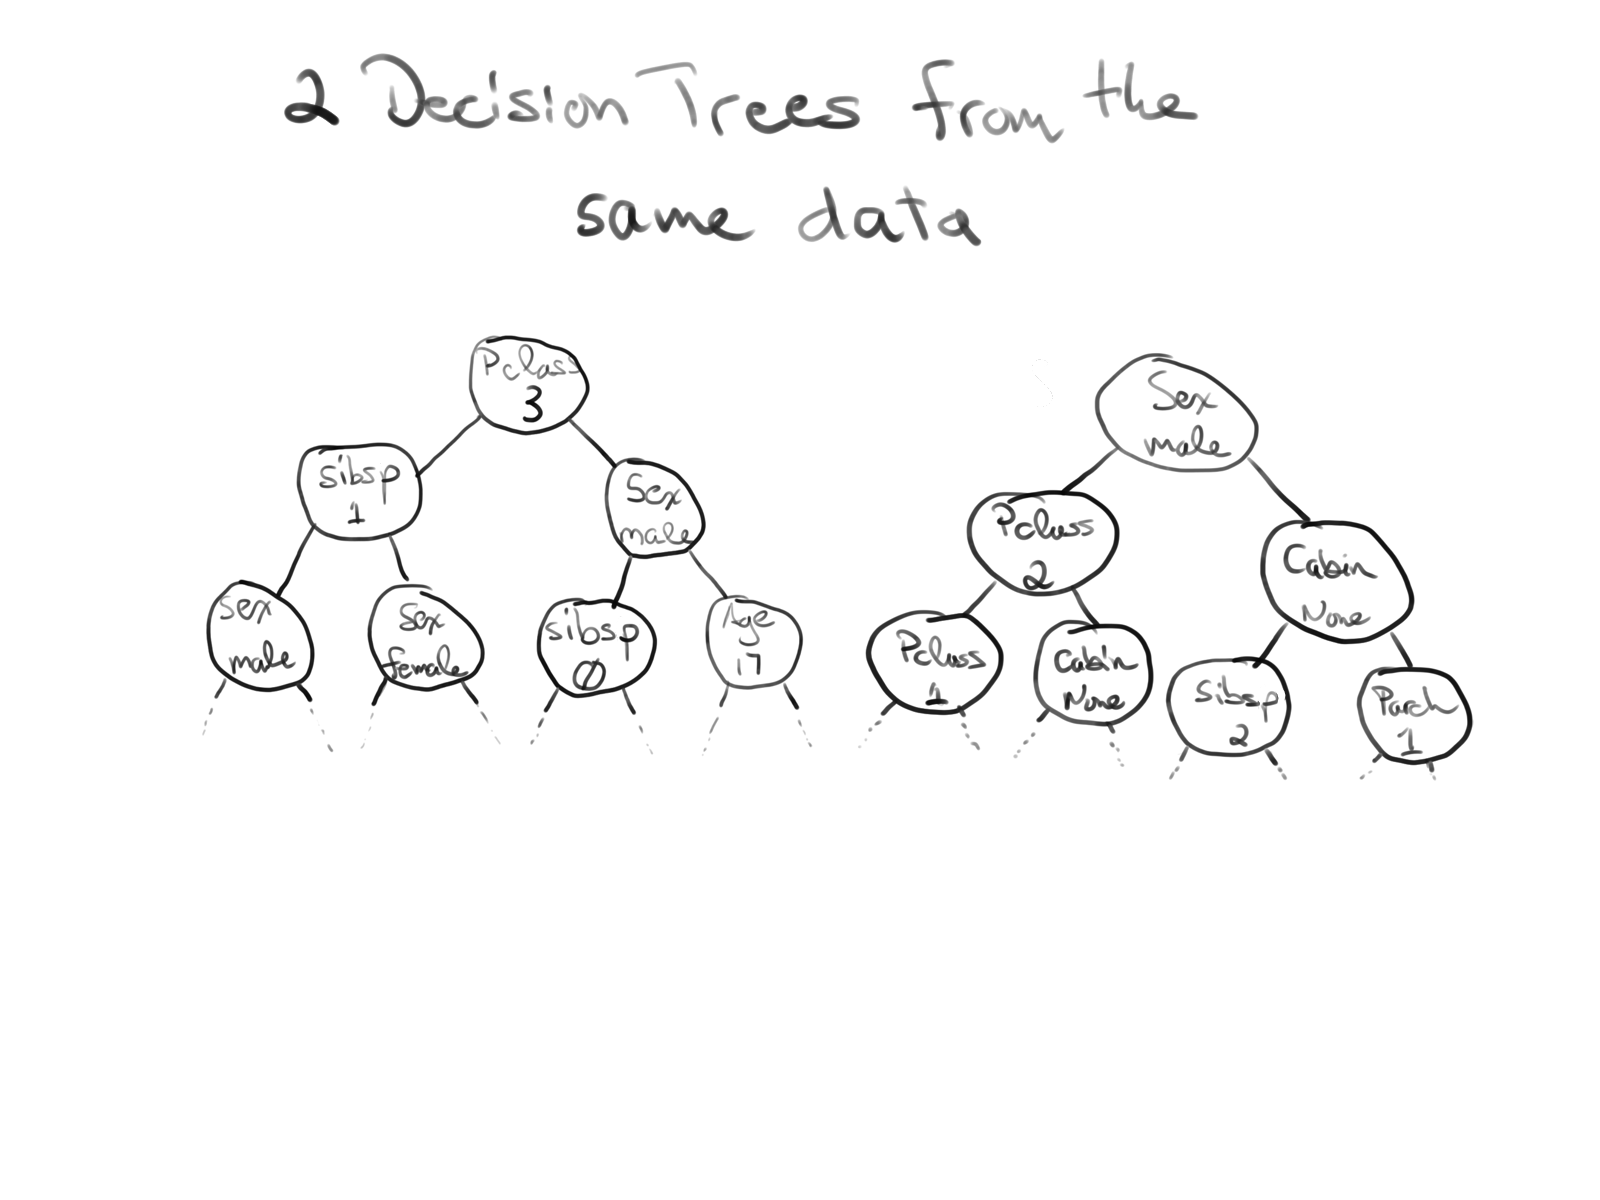 2 Decision Trees from the
same data
Pclass
3
sibsp
1
Sex
male
Sex
male
Sex
female
sibsp
0
Age
17
Sex
male
Pclass
2
Cabin
None
Pclass
1
Cabin
None
sibsp
2
Parch
1